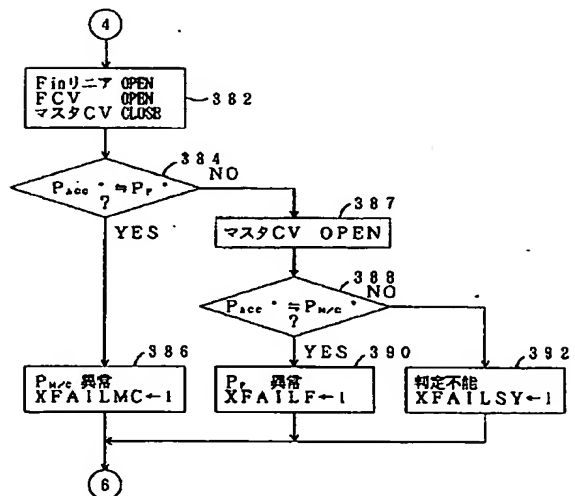 4
Finリニア OPEN
FCV OPEN
マスタCV CLOSE
382
384
PACC* ≒ PF*
?
NO
YES
387
マスタCV OPEN
388
PACC* ≒ PM/C*
?
NO
YES
386
PM/C 異常
XFAILMC←1
390
PF 異常
XFAILF←1
392
判定不能
XFAILSY←1
6